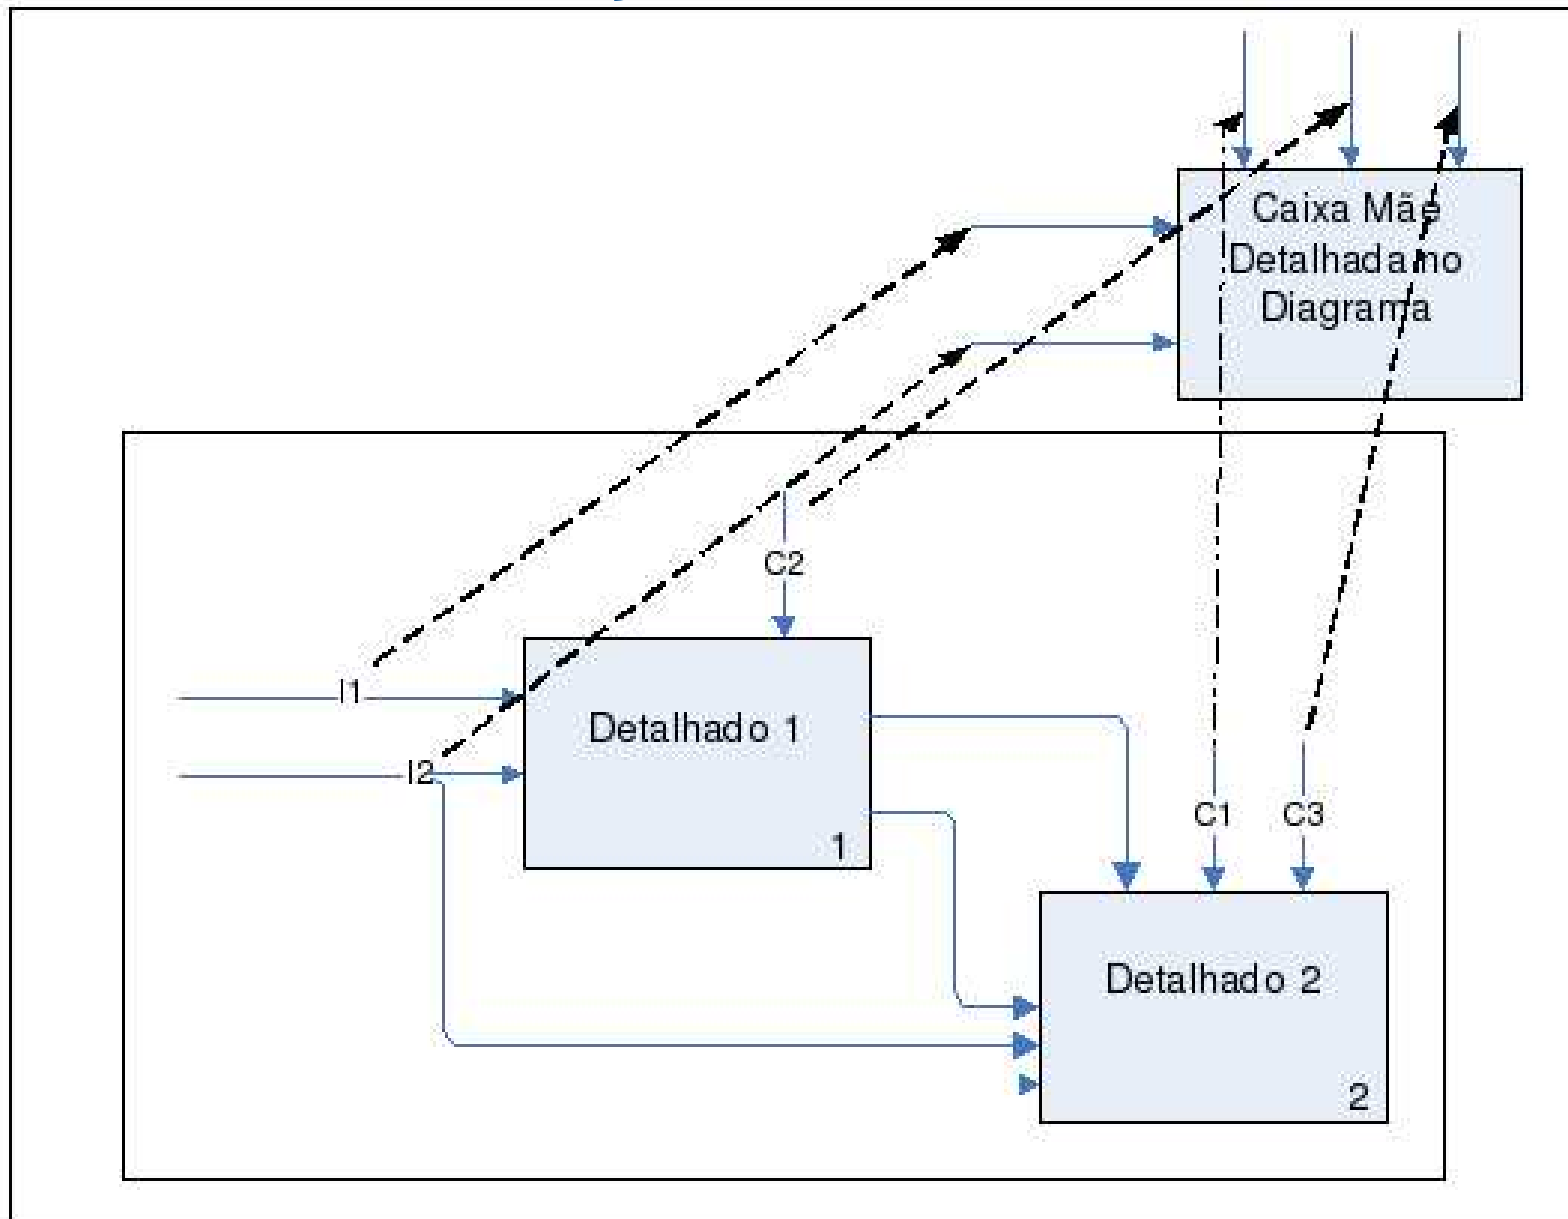 Caixa Mãe
Detalhada no
Diagrama
C2
I1
Detalhado 1
I2
C1
C3
1
Detalhado 2
2